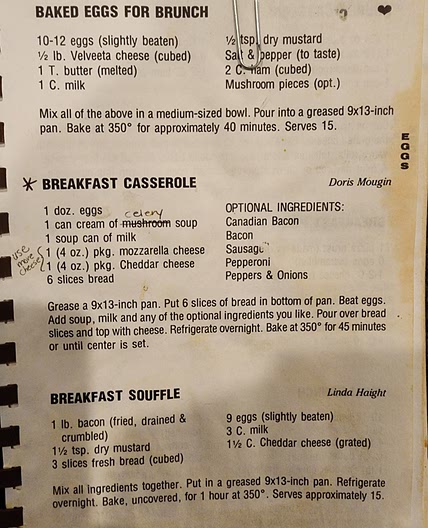 BAKED EGGS FOR BRUNCH
10-12 eggs (slightly beaten)
½ lb. Velveeta cheese (cubed)
1 T. butter (melted)
1 C. milk
½ tsp. dry mustard
Salt & pepper (to taste)
2 C. ham (cubed)
Mushroom pieces (opt.)
Mix all of the above in a medium-sized bowl. Pour into a greased 9x13-inch
pan. Bake at 350° for approximately 40 minutes. Serves 15.
EGGS
* BREAKFAST CASSEROLE
Doris Mougin
1 doz. eggs
celery
1 can cream of mushroom soup
1 soup can of milk
1 (4 oz.) pkg. mozzarella cheese
1 (4 oz.) pkg. Cheddar cheese
6 slices bread
use
more
cheese
OPTIONAL INGREDIENTS:
Canadian Bacon
Bacon
Sausage
Pepperoni
Peppers & Onions
Grease a 9x13-inch pan. Put 6 slices of bread in bottom of pan. Beat eggs.
Add soup, milk and any of the optional ingredients you like. Pour over bread
slices and top with cheese. Refrigerate overnight. Bake at 350° for 45 minutes
or until center is set.
BREAKFAST SOUFFLE
Linda Haight
1 lb. bacon (fried, drained &
crumbled)
1½ tsp. dry mustard
3 slices fresh bread (cubed)
9 eggs (slightly beaten)
3 C. milk
1½ C. Cheddar cheese (grated)
Mix all ingredients together. Put in a greased 9x13-inch pan. Refrigerate
overnight. Bake, uncovered, for 1 hour at 350°. Serves approximately 15.